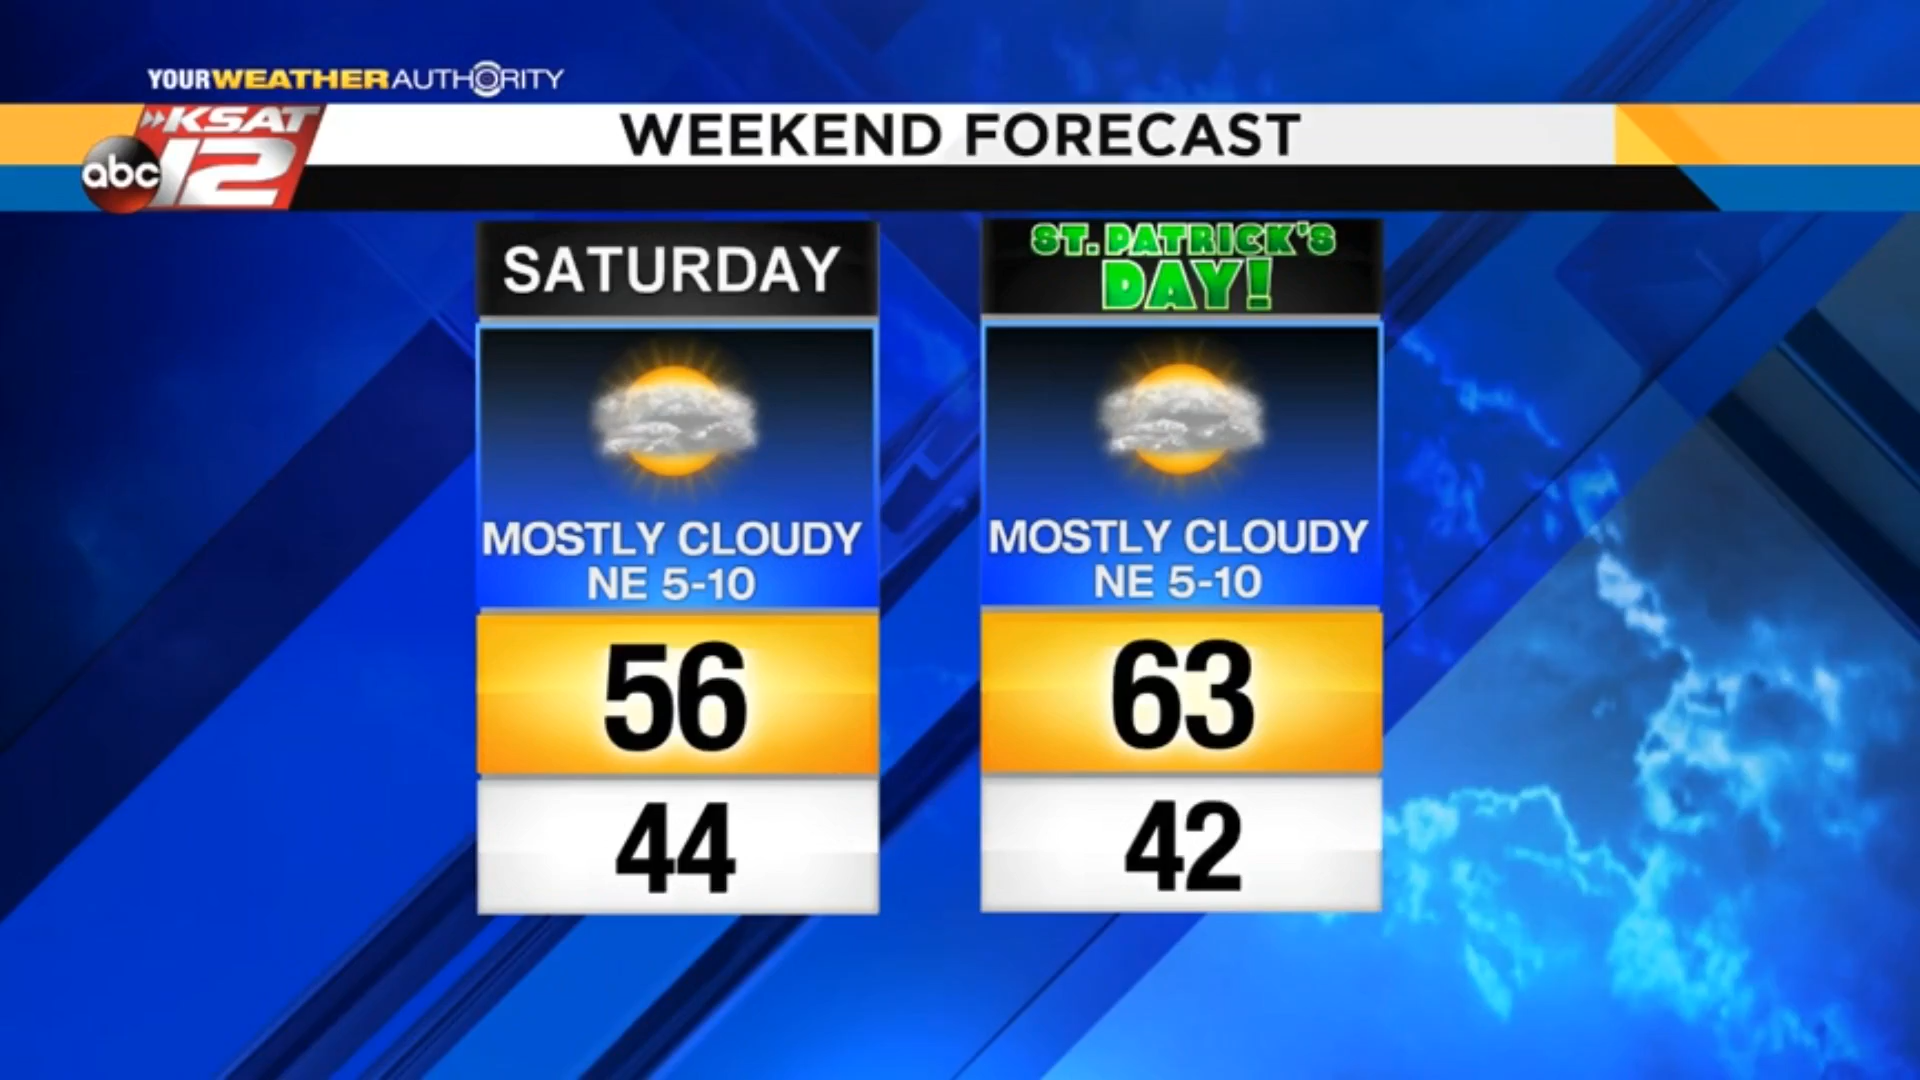 YOURWEATHERAUTHORITY
KSAT
abc 12
WEEKEND FORECAST
SATURDAY
MOSTLY CLOUDY
NE 5-10
56
44
ST. PATRICK'S
DAY!
MOSTLY CLOUDY
NE 5-10
63
42